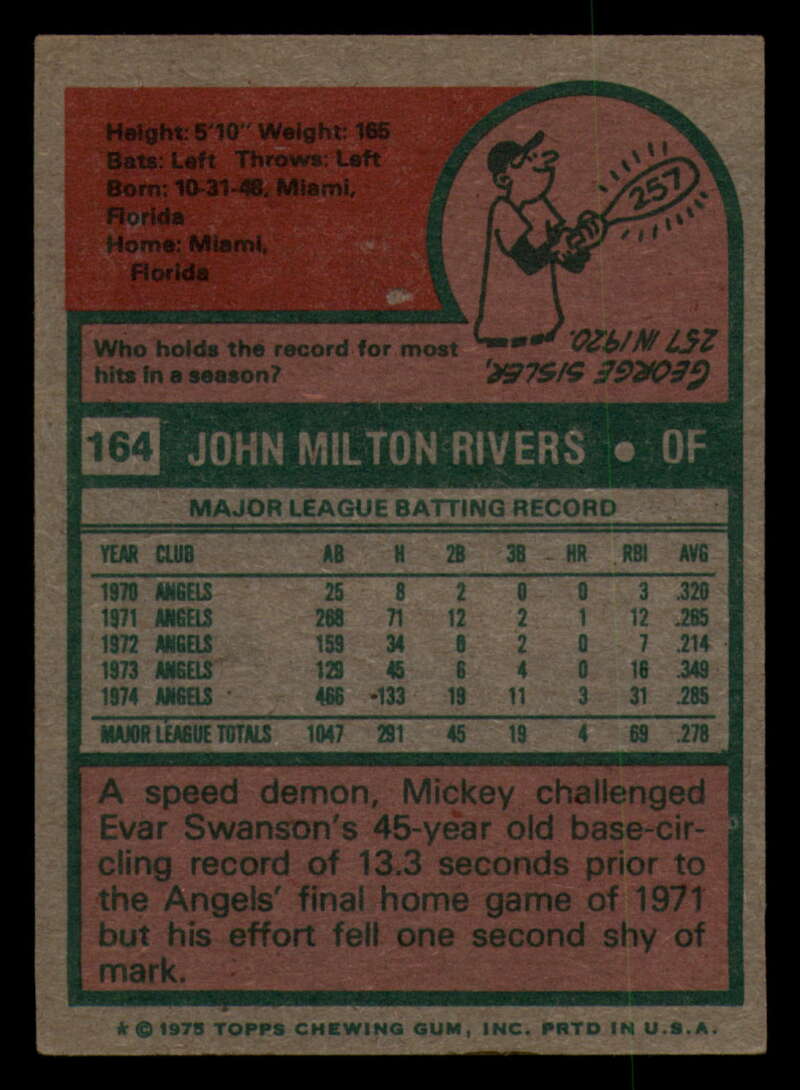 Height: 5'10" Weight: 165
Bats: Left Throws: Left
Born: 10-31-48, Miami,
Florida
Home: Miami,
Florida
257
Who holds the record for most
hits in a season?
GEORGE SISLER,
257 IN 1920.
164 JOHN MILTON RIVERS • OF
MAJOR LEAGUE BATTING RECORD
YEAR CLUB AB H 2B 3B HR RBI AVG
1970 ANGELS 25 8 2 0 0 3 .320
1971 ANGELS 268 71 12 2 1 12 .265
1972 ANGELS 159 34 6 2 0 7 .214
1973 ANGELS 129 45 6 4 0 16 .349
1974 ANGELS 466 133 19 11 3 31 .285
MAJOR LEAGUE TOTALS 1047 291 45 19 4 69 .278
A speed demon, Mickey challenged
Evar Swanson's 45-year old base-cir-
cling record of 13.3 seconds prior to
the Angels' final home game of 1971
but his effort fell one second shy of
mark.
* © 1975 TOPPS CHEWING GUM, INC. PRTD IN U.S.A.